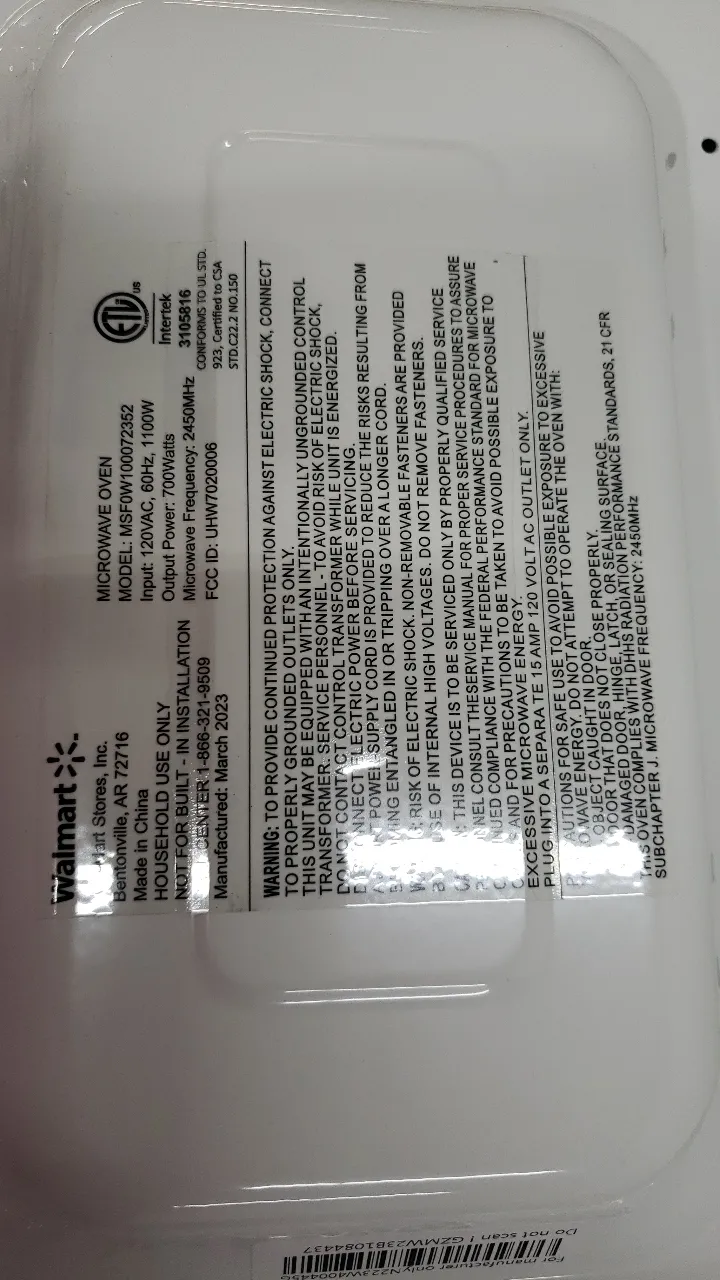 Walmart
Mart Stores, Inc.
Bentonville, AR 72716
Made in China
HOUSEHOLD USE ONLY
NOT FOR BUILT - IN INSTALLATION
CENTER:1-866-321-9509
Manufactured: March 2023
MICROWAVE OVEN
MODEL: MSF0W100072352
Input: 120VAC, 60Hz, 1100W
Output Power: 700Watts
Microwave Frequency: 2450MHz
FCC ID: UHW7020006
ETL
US
Intertek
3105816
CONFORMS TO UL STD.
923, Certified to CSA
STD.C22.2 NO.150
WARNING: TO PROVIDE CONTINUED PROTECTION AGAINST ELECTRIC SHOCK, CONNECT
TO PROPERLY GROUNDED OUTLETS ONLY.
THIS UNIT MAY BE EQUIPPED WITH AN INTENTIONALLY UNGROUNDED CONTROL
TRANSFORMER. SERVICE PERSONNEL - TO AVOID RISK OF ELECTRIC SHOCK,
DO NOT CONTACT CONTROL TRANSFORMER WHILE UNIT IS ENERGIZED.
DISCONNECT ELECTRIC POWER BEFORE SERVICING.
POWER-SUPPLY CORD IS PROVIDED TO REDUCE THE RISKS RESULTING FROM
ENTANGLED IN OR TRIPPING OVER A LONGER CORD.
RISK OF ELECTRIC SHOCK. NON-REMOVABLE FASTENERS ARE PROVIDED
OF INTERNAL HIGH VOLTAGES. DO NOT REMOVE FASTENERS.
THIS DEVICE IS TO BE SERVICED ONLY BY PROPERLY QUALIFIED SERVICE
CONSULT THESERVICE MANUAL FOR PROPER SERVICE PROCEDURES TO ASSURE
COMPLIANCE WITH THE FEDERAL PERFORMANCE STANDARD FOR MICROWAVE
AND FOR PRECAUTIONS TO BE TAKEN TO AVOID POSSIBLE EXPOSURE TO
EXCESSIVE MICROWAVE ENERGY.
PLUG INTO A SEPARA TE 15 AMP 120 VOLT AC OUTLET ONLY.
FOR SAFE USE TO AVOID POSSIBLE EXPOSURE TO EXCESSIVE
ENERGY. DO NOT ATTEMPT TO OPERATE THE OVEN WITH:
OBJECT CAUGHT IN DOOR.
DOOR THAT DOES NOT CLOSE PROPERLY.
DAMAGED DOOR, HINGE, LATCH, OR SEALING SURFACE.
THIS OVEN COMPLIES WITH DHHS RADIATION PERFORMANCE STANDARDS, 21 CFR
SUBCHAPTER J. MICROWAVE FREQUENCY: 2450MHz
For manufacturer only
Do not scan ! GZMW23B1084437